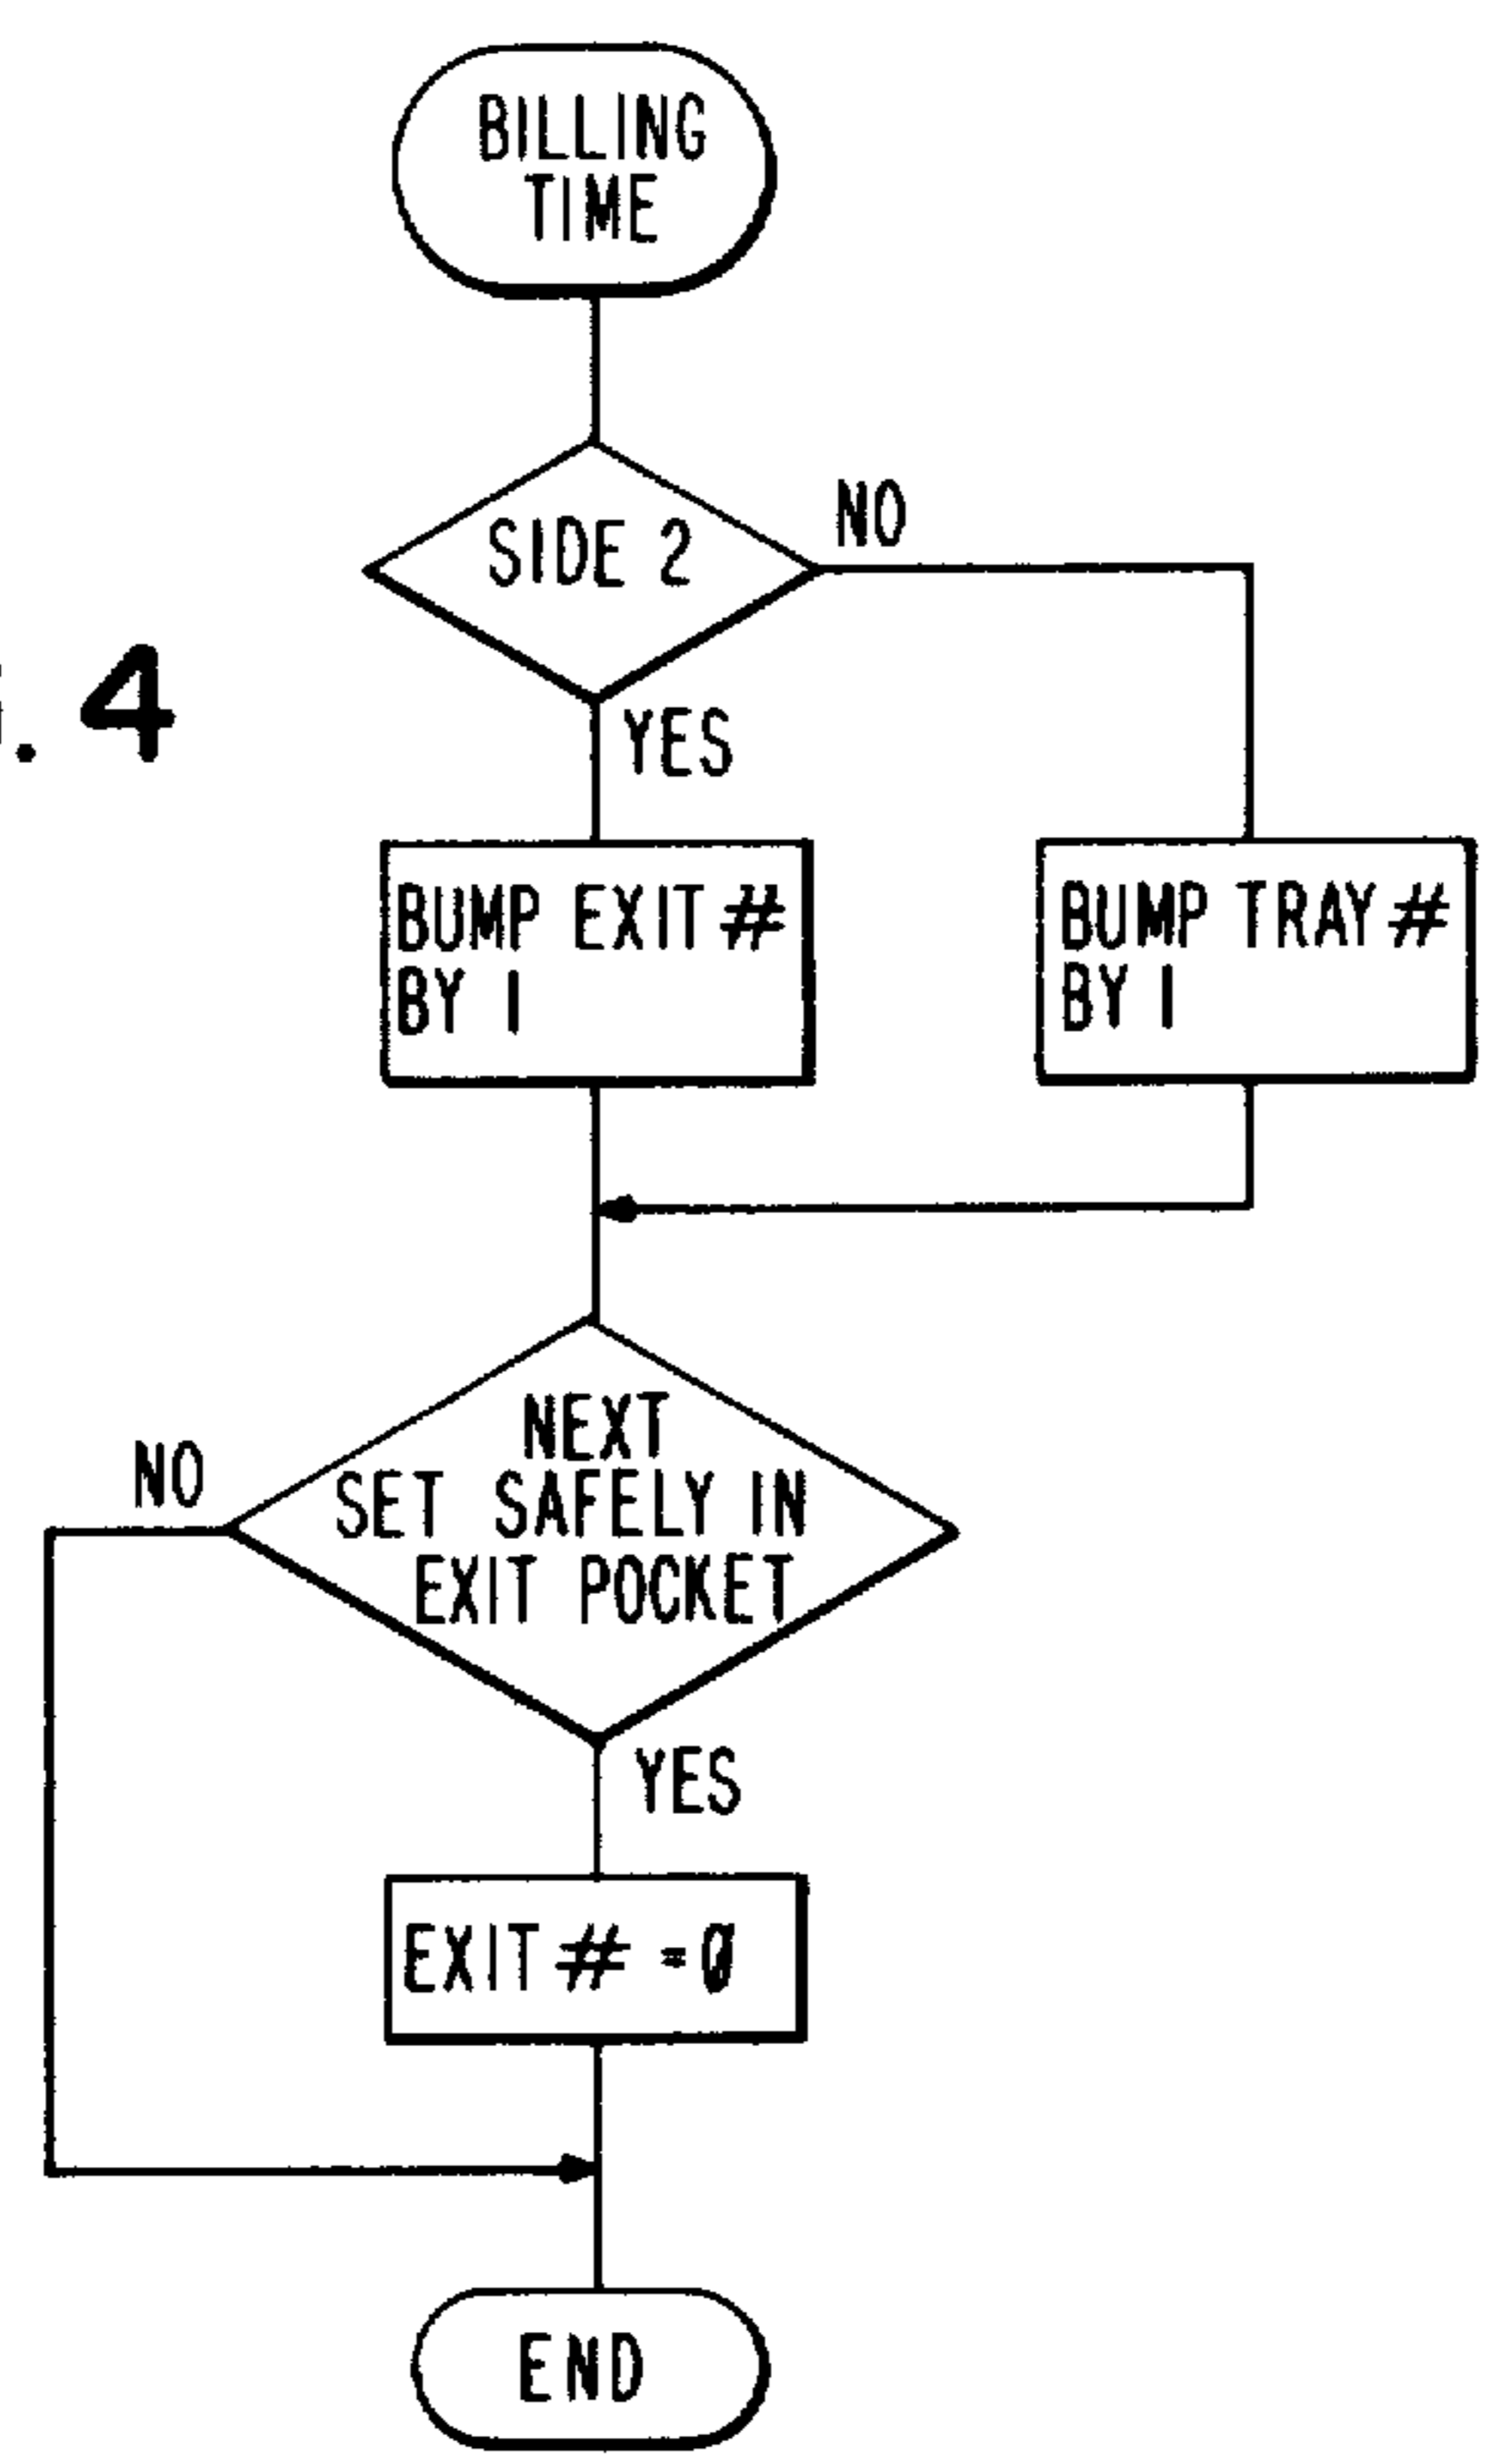 BILLING
TIME
SIDE 2
NO
. 4
YES
BUMP EXIT #
BY 1
BUMP TRAY #
BY 1
NEXT
SET SAFELY IN
EXIT POCKET
NO
YES
EXIT # = Ø
END